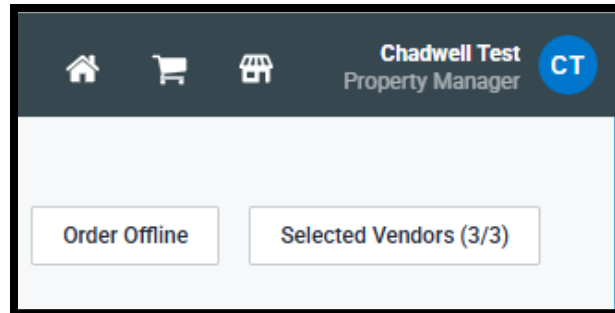 Chadwell Test
Property Manager
CT
Order Offline
Selected Vendors (3/3)